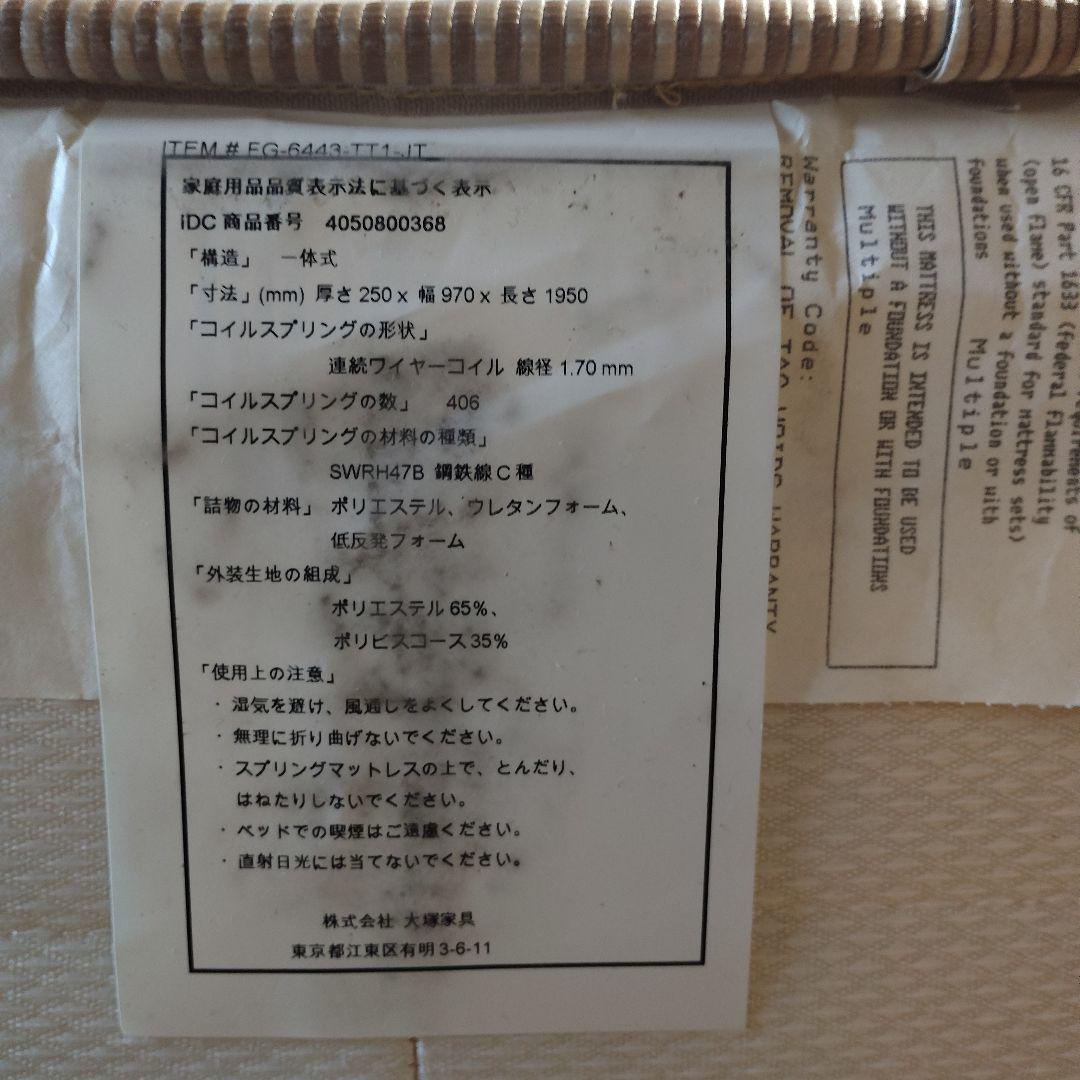 ITEM # EG-6443-TT1-JT
家庭用品品質表示法に基づく表示
iDC 商品番号 4050800368
「構造」 一体式
「寸法」(mm) 厚さ 250 x 幅 970 x 長さ 1950
「コイルスプリングの形状」
連続ワイヤーコイル 線径 1.70 mm
「コイルスプリングの数」 406
「コイルスプリングの材料の種類」
SWRH47B 鋼鉄線 C 種
「詰物の材料」 ポリエステル、ウレタンフォーム、
低反発フォーム
「外装生地の組成」
ポリエステル 65%、
ポリビスコース 35%
「使用上の注意」
・ 湿気を避け、風通しをよくしてください。
・ 無理に折り曲げないでください。
・ スプリングマットレスの上で、とんだり、
はねたりしないでください。
・ ベッドでの喫煙はご遠慮ください。
・ 直射日光には当てないでください。
株式会社 大塚家具
東京都江東区有明 3-6-11
16 CFR Part 1633 (Federal Flammability
(open flame) standard for mattress sets)
when used without a foundation or with
foundations Multiple
THIS MATTRESS IS INTENDED TO BE USED
WITHOUT A FOUNDATION OR WITH FOUNDATIONS
Multiple
Warranty Code:
REMOVAL OF TAG VOIDS WARRANTY